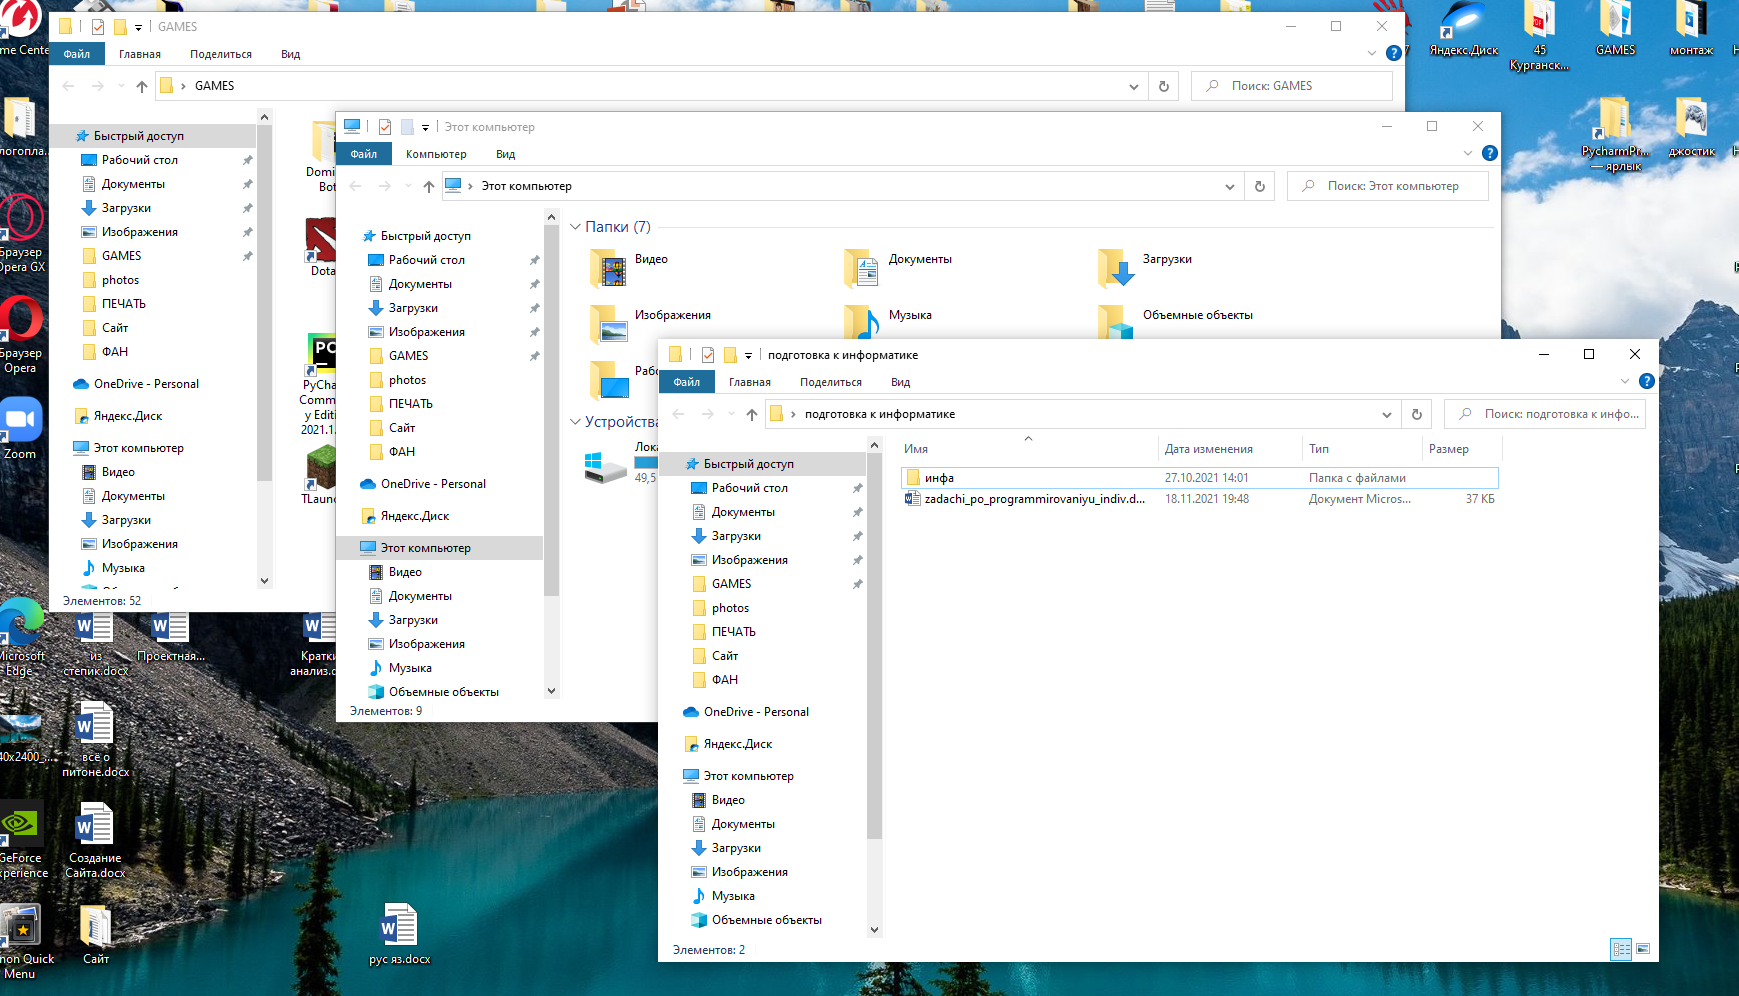 GAMES
Файл Главная Поделиться Вид
GAMES
Поиск: GAMES
Быстрый доступ
Рабочий стол
Документы
Загрузки
Изображения
GAMES
photos
ПЕЧАТЬ
Сайт
ФАН
OneDrive - Personal
Яндекс.Диск
Этот компьютер
Видео
Документы
Загрузки
Изображения
Музыка
Элементов: 52
Domi
Bot
Dota
PC
PyCha
Comm
y Editi
2021.1.
TLaunc
Этот компьютер
Файл Компьютер Вид
Этот компьютер
Поиск: Этот компьютер
Быстрый доступ
Рабочий стол
Документы
Загрузки
Изображения
GAMES
photos
ПЕЧАТЬ
Сайт
ФАН
OneDrive - Personal
Яндекс.Диск
Этот компьютер
Видео
Документы
Загрузки
Изображения
Музыка
Объемные объекты
Элементов: 9
Папки (7)
Видео Документы Загрузки
Изображения Музыка Объемные объекты
Рабо
Устройства
Лока
49,5
подготовка к информатике
Файл Главная Поделиться Вид
подготовка к информатике
Поиск: подготовка к инфо...
Быстрый доступ
Рабочий стол
Документы
Загрузки
Изображения
GAMES
photos
ПЕЧАТЬ
Сайт
ФАН
OneDrive - Personal
Яндекс.Диск
Этот компьютер
Видео
Документы
Загрузки
Изображения
Музыка
Объемные объекты
Элементов: 2
Имя Дата изменения Тип Размер
инфа 27.10.2021 14:01 Папка с файлами
zadachi_po_programmirovaniyu_indiv.d... 18.11.2021 19:48 Документ Micros... 37 КБ
Яндекс.Диск
45
Курганск...
GAMES
монтаж
PycharmPr...
— ярлык
джостик
me Cente
логопла
Браузер
Opera GX
Браузер
Opera
Zoom
Microsoft
Edge
из
степик.docx
Проектная...
Кратки
анализ.d
40x2400_...
всё о
питоне.docx
GeForce
xperience
Создание
Сайта.docx
non Quick
Menu
Сайт
рус яз.docx